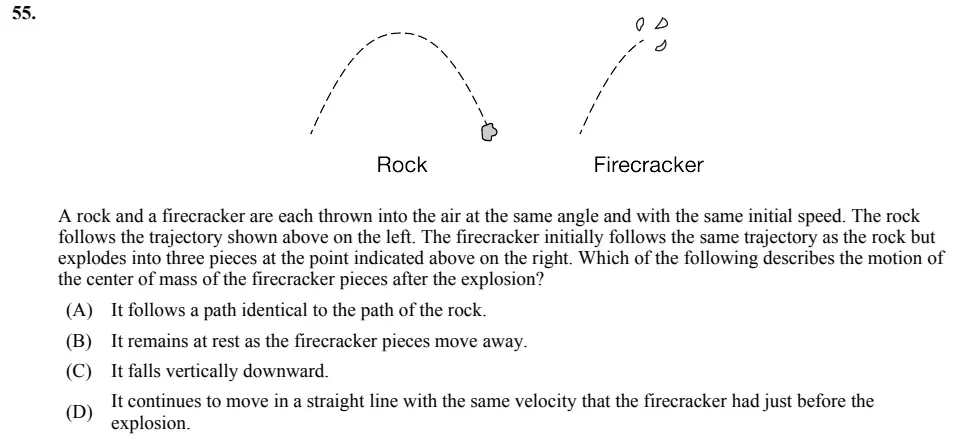 55.
Rock Firecracker
A rock and a firecracker are each thrown into the air at the same angle and with the same initial speed. The rock
follows the trajectory shown above on the left. The firecracker initially follows the same trajectory as the rock but
explodes into three pieces at the point indicated above on the right. Which of the following describes the motion of
the center of mass of the firecracker pieces after the explosion?
(A) It follows a path identical to the path of the rock.
(B) It remains at rest as the firecracker pieces move away.
(C) It falls vertically downward.
(D) It continues to move in a straight line with the same velocity that the firecracker had just before the
explosion.